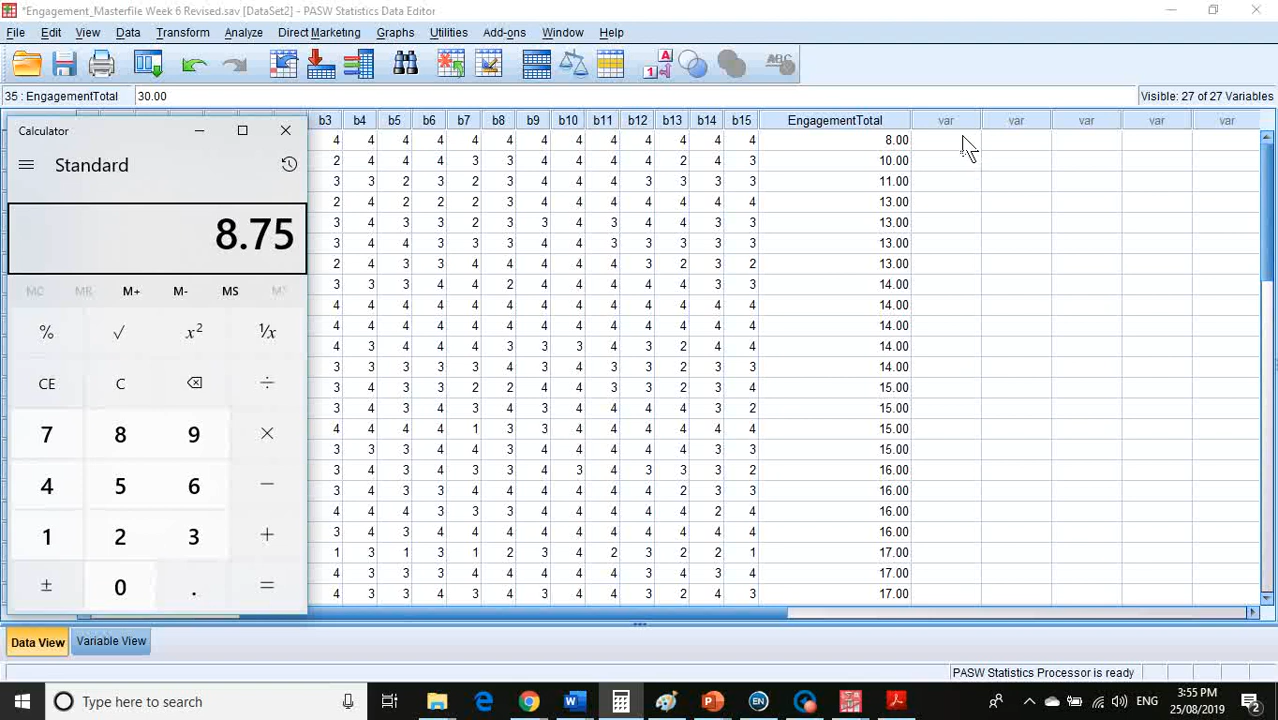 *Engagement_Masterfile Week 6 Revised.sav [DataSet2] - PASW Statistics Data Editor
File Edit View Data Transform Analyze Direct Marketing Graphs Utilities Add-ons Window Help
35 : EngagementTotal 30.00 Visible: 27 of 27 Variables
b3 b4 b5 b6 b7 b8 b9 b10 b11 b12 b13 b14 b15 EngagementTotal var var var var var
4 4 4 4 4 4 4 4 4 4 4 4 4 8.00
2 4 4 4 3 3 4 4 4 4 2 4 3 10.00
3 3 2 3 2 3 4 4 4 3 3 3 3 11.00
2 4 2 2 2 3 4 4 4 4 4 4 4 13.00
3 4 3 3 2 3 3 4 3 3 3 3 4 13.00
3 4 4 3 3 4 4 4 4 4 3 3 4 13.00
2 4 3 3 4 4 4 4 4 3 2 3 2 13.00
3 3 3 4 4 2 4 4 4 4 4 3 3 14.00
4 4 4 4 4 4 4 4 4 4 4 4 4 14.00
4 4 4 4 4 4 4 4 4 4 4 4 4 14.00
4 3 4 4 4 3 3 3 4 3 2 4 4 14.00
3 4 3 3 3 4 3 4 4 3 2 3 3 14.00
3 4 3 4 2 2 4 4 3 3 2 3 4 15.00
3 4 3 4 3 4 3 4 4 4 4 3 2 15.00
4 4 4 4 1 3 3 4 4 4 4 4 4 15.00
3 3 4 4 4 4 4 4 4 4 3 3 4 15.00
3 4 4 4 3 4 4 3 4 3 3 3 2 16.00
3 4 3 3 4 4 4 4 4 4 2 3 3 16.00
4 4 4 3 3 3 4 4 4 4 4 2 4 16.00
3 4 3 4 4 4 4 4 4 4 3 3 4 16.00
1 3 1 3 1 2 3 4 2 3 2 2 1 17.00
4 3 3 3 4 4 4 4 3 4 3 3 4 17.00
4 3 3 3 4 3 3 4 4 3 2 4 3 17.00
Calculator
Standard
8.75
MC MR M+ M- MS
% √ x² ¹/x
CE C ÷
7 8 9 ×
4 5 6 −
1 2 3 +
± 0 . =
Data View Variable View
PASW Statistics Processor is ready
Type here to search
ENG
3:55 PM
25/08/2019
2